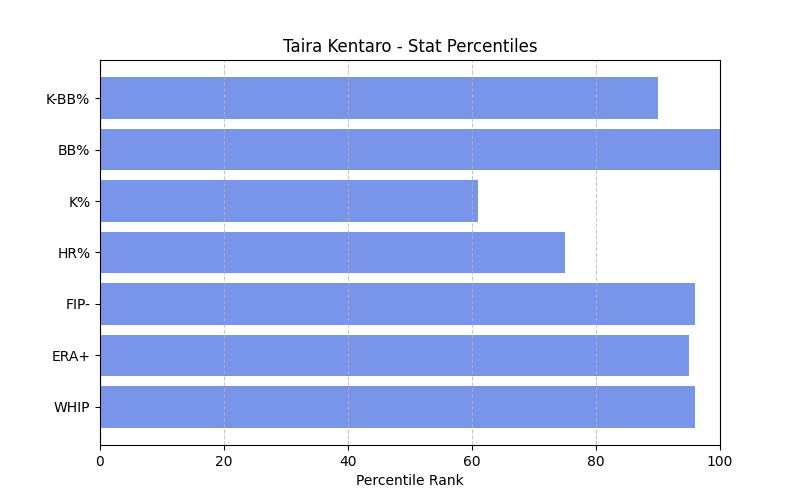 Taira Kentaro - Stat Percentiles
K-BB%
BB%
K%
HR%
FIP-
ERA+
WHIP
0 20 40 60 80 100
Percentile Rank